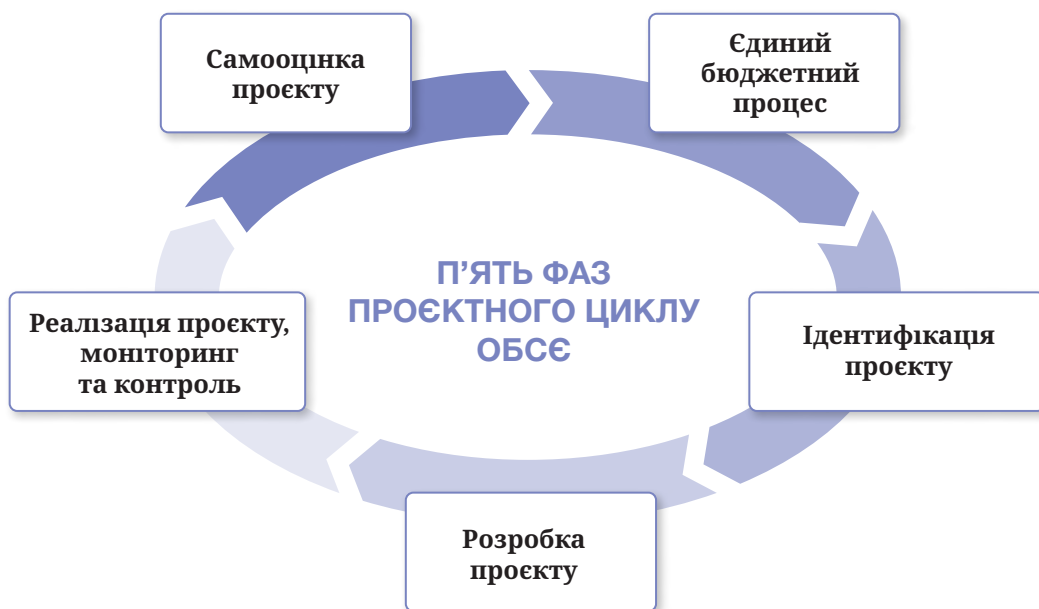 Самооцінка
проєкту
Єдиний
бюджетний
процес
П’ЯТЬ ФАЗ
ПРОЄКТНОГО ЦИКЛУ
ОБСЄ
Реалізація проєкту,
моніторинг
та контроль
Ідентифікація
проєкту
Розробка
проєкту